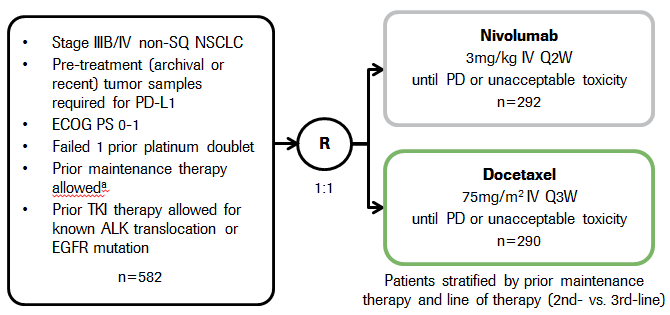 • Stage IIIB/IV non-SQ NSCLC
• Pre-treatment (archival or
recent) tumor samples
required for PD-L1
• ECOG PS 0-1
• Failed 1 prior platinum doublet
• Prior maintenance therapy
allowedª
• Prior TKI therapy allowed for
known ALK translocation or
EGFR mutation
n=582
R
1:1
Nivolumab
3mg/kg IV Q2W
until PD or unacceptable toxicity
n=292
Docetaxel
75mg/m² IV Q3W
until PD or unacceptable toxicity
n=290
Patients stratified by prior maintenance
therapy and line of therapy (2nd- vs. 3rd-line)